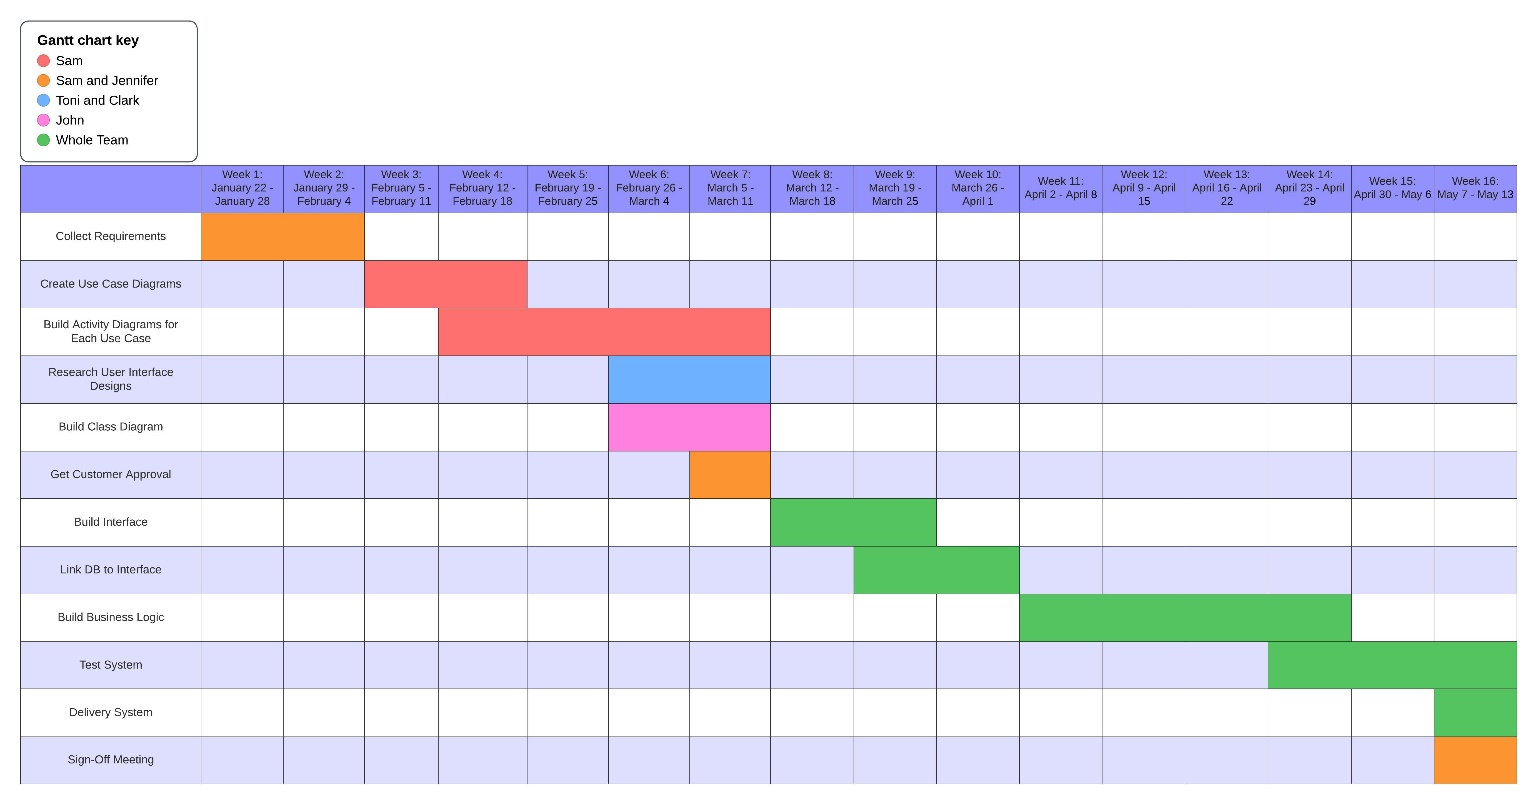 Gantt chart key
Sam
Sam and Jennifer
Toni and Clark
John
Whole Team
Week 1:
January 22 -
January 28
Week 2:
January 29 -
February 4
Week 3:
February 5 -
February 11
Week 4:
February 12 -
February 18
Week 5:
February 19 -
February 25
Week 6:
February 26 -
March 4
Week 7:
March 5 -
March 11
Week 8:
March 12 -
March 18
Week 9:
March 19 -
March 25
Week 10:
March 26 -
April 1
Week 11:
April 2 - April 8
Week 12:
April 9 - April
15
Week 13:
April 16 - April
22
Week 14:
April 23 - April
29
Week 15:
April 30 - May 6
Week 16:
May 7 - May 13
Collect Requirements
Create Use Case Diagrams
Build Activity Diagrams for
Each Use Case
Research User Interface
Designs
Build Class Diagram
Get Customer Approval
Build Interface
Link DB to Interface
Build Business Logic
Test System
Delivery System
Sign-Off Meeting